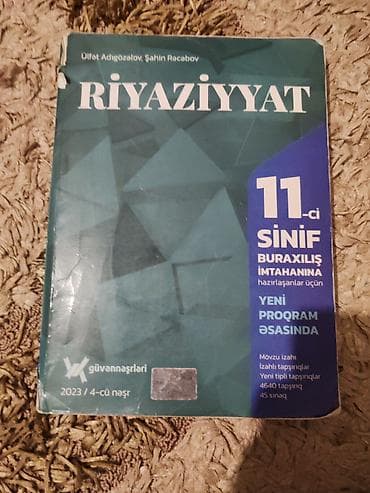 Ülfət Adıgözəlov, Şahin Rəcəbov
RİYAZİYYAT
11-ci
SİNİF
BURAXILIŞ
İMTAHANINA
hazırlaşanlar üçün
YENİ
PROQRAM
ƏSASINDA
Mövzu izahı
İzahlı tapşırıqlar
Yeni tipli tapşırıqlar
4640 tapşırıq
45 sınaq
güvənnəşrləri
2023 / 4-cü nəşr